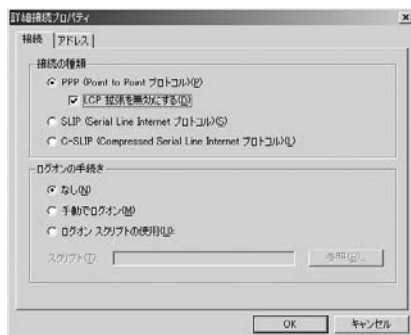 詳細接続プロパティ
接続 アドレス
接続の種類
PPP (Point to Point プロトコル)(P)
LCP 拡張を無効にする(D)
SLIP (Serial Line Internet プロトコル)(S)
C-SLIP (Compressed Serial Line Internet プロトコル)(L)
ログオンの手続き
なし(N)
手動でログオン(M)
ログオン スクリプトの使用(U):
スクリプト(T):
参照(B)...
OK キャンセル